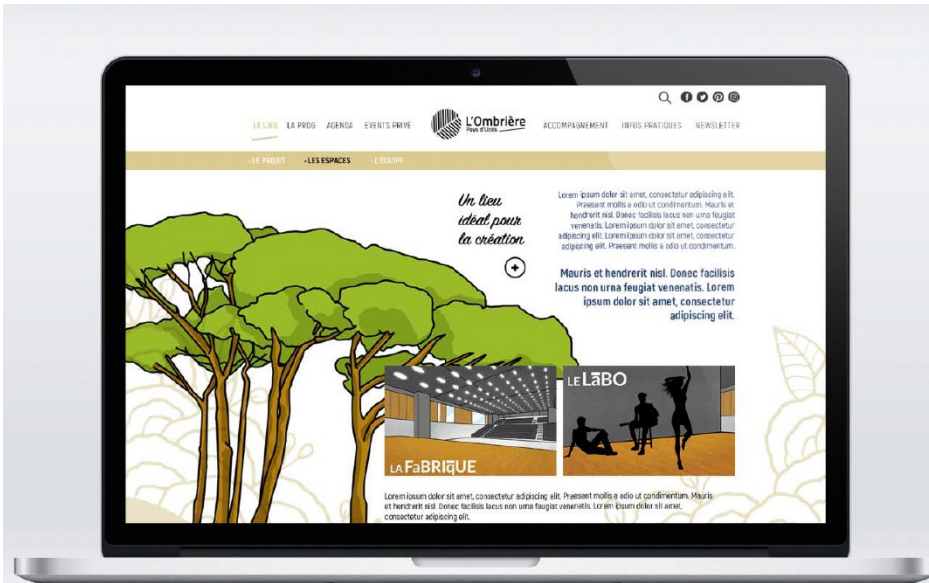 LE LIEU LA PROG AGENDA EVENTS PRIVE L'Ombrière ACCOMPAGNEMENT INFOS PRATIQUES NEWSLETTER
Pays d'Uzès
• LE PROJET • LES ESPACES • L'ÉQUIPE
Un lieu
idéal pour
la création
Lorem ipsum dolor sit amet, consectetur adipiscing elit.
Praesent mollis a odio ut condimentum. Mauris et
hendrerit nisl. Donec facilisis lacus non urna feugiat
venenatis. Lorem ipsum dolor sit amet, consectetur
adipiscing elit. Lorem ipsum dolor sit amet, consectetur
adipiscing elit. Praesent mollis a odio ut condimentum.
Mauris et hendrerit nisl. Donec facilisis
lacus non urna feugiat venenatis. Lorem
ipsum dolor sit amet, consectetur
adipiscing elit.
LA FaBRIqUE
LE LaBO
Lorem ipsum dolor sit amet, consectetur adipiscing elit. Praesent mollis a odio ut condimentum. Mauris
et hendrerit nisl. Donec facilisis lacus non urna feugiat venenatis. Lorem ipsum dolor sit amet,
consectetur adipiscing elit.